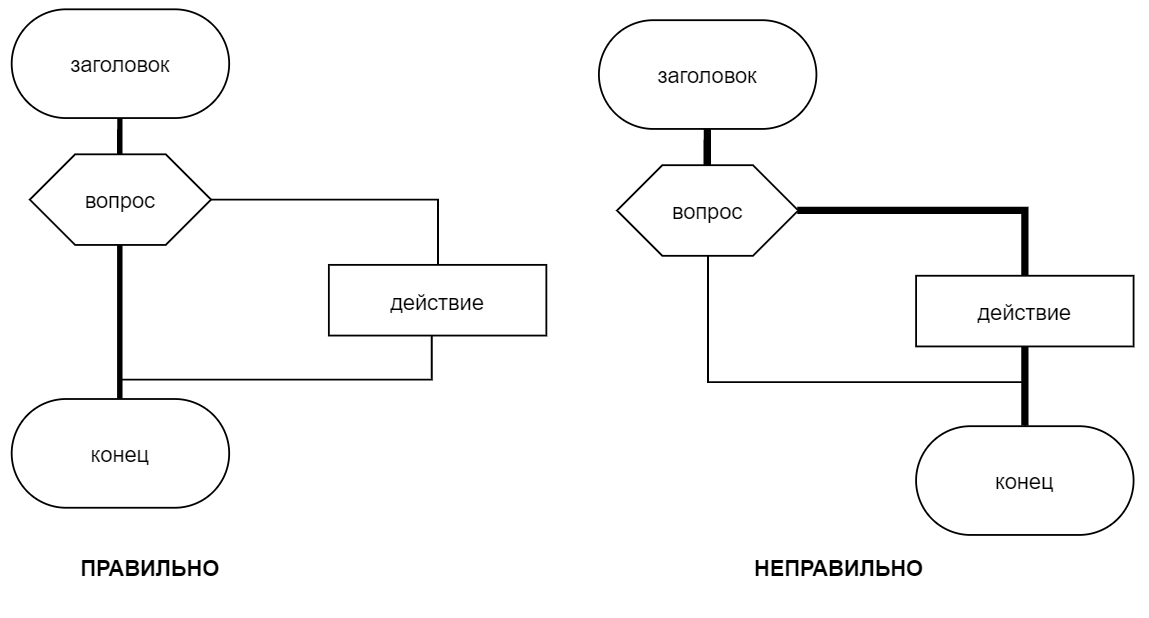 заголовок
вопрос
действие
конец
ПРАВИЛЬНО
заголовок
вопрос
действие
конец
НЕПРАВИЛЬНО